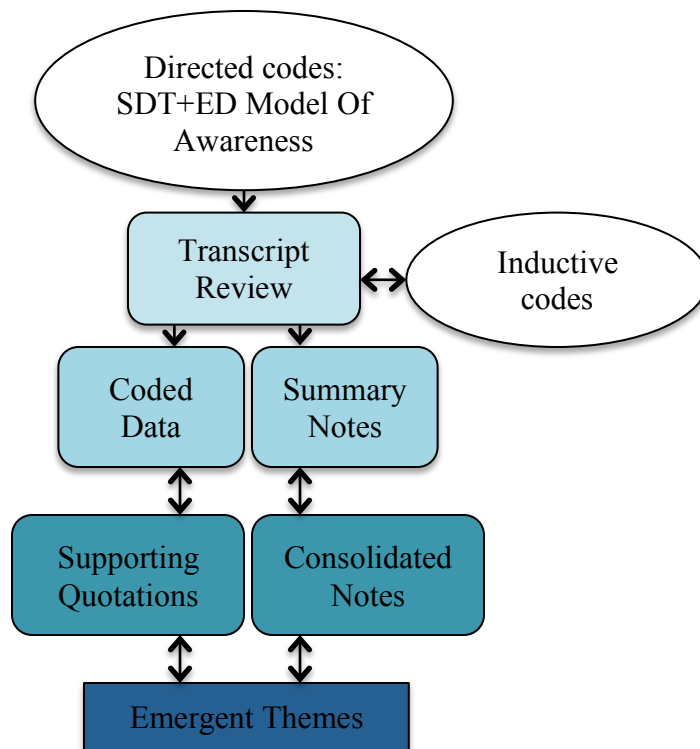 Directed codes:
SDT+ED Model Of
Awareness
Transcript
Review
Inductive
codes
Coded
Data
Summary
Notes
Supporting
Quotations
Consolidated
Notes
Emergent Themes